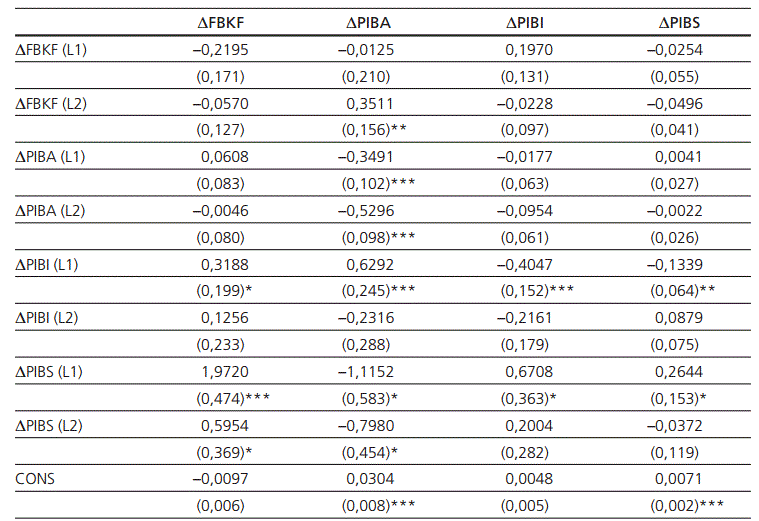 ΔFBKF ΔPIBA ΔPIBI ΔPIBS
ΔFBKF (L1) –0,2195 –0,0125 0,1970 –0,0254
(0,171) (0,210) (0,131) (0,055)
ΔFBKF (L2) –0,0570 0,3511 –0,0228 –0,0496
(0,127) (0,156)** (0,097) (0,041)
ΔPIBA (L1) 0,0608 –0,3491 –0,0177 0,0041
(0,083) (0,102)*** (0,063) (0,027)
ΔPIBA (L2) –0,0046 –0,5296 –0,0954 –0,0022
(0,080) (0,098)*** (0,061) (0,026)
ΔPIBI (L1) 0,3188 0,6292 –0,4047 –0,1339
(0,199)* (0,245)*** (0,152)*** (0,064)**
ΔPIBI (L2) 0,1256 –0,2316 –0,2161 0,0879
(0,233) (0,288) (0,179) (0,075)
ΔPIBS (L1) 1,9720 –1,1152 0,6708 0,2644
(0,474)*** (0,583)* (0,363)* (0,153)*
ΔPIBS (L2) 0,5954 –0,7980 0,2004 –0,0372
(0,369)* (0,454)* (0,282) (0,119)
CONS –0,0097 0,0304 0,0048 0,0071
(0,006) (0,008)*** (0,005) (0,002)***